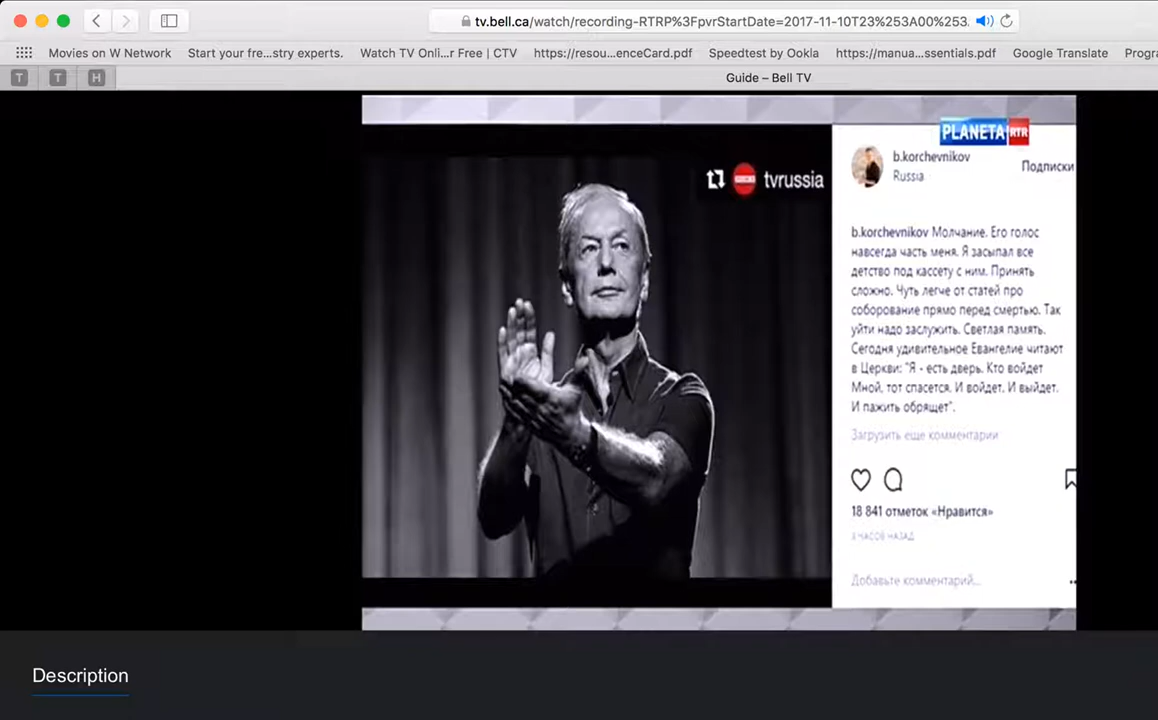 tv.bell.ca/watch/recording-RTRP%3FpvrStartDate=2017-11-10T23%253A00%253.
Movies on W Network
Start your fre...stry experts.
Watch TV Onli...r Free | CTV
https://resou...enceCard.pdf
Speedtest by Ookla
https://manua...ssentials.pdf
Google Translate
Progra
T
T
H
Guide – Bell TV
PLANETA RTR
tvrussia
b.korchevnikov
Russia
Подписки
b.korchevnikov Молчание. Его голос
навсегда часть меня. Я засыпал все
детство под кассету с ним. Принять
сложно. Чуть легче от статей про
соборование прямо перед смертью. Так
уйти надо заслужить. Светлая память.
Сегодня удивительное Евангелие читают
в Церкви: "Я - есть дверь. Кто войдет
Мной, тот спасется. И войдет. И выйдет.
И пажить обрящет".
Загрузить еще комментарии
18 841 отметок «Нравится»
ЧАСОВ НАЗАД
Добавьте комментарий...
Description